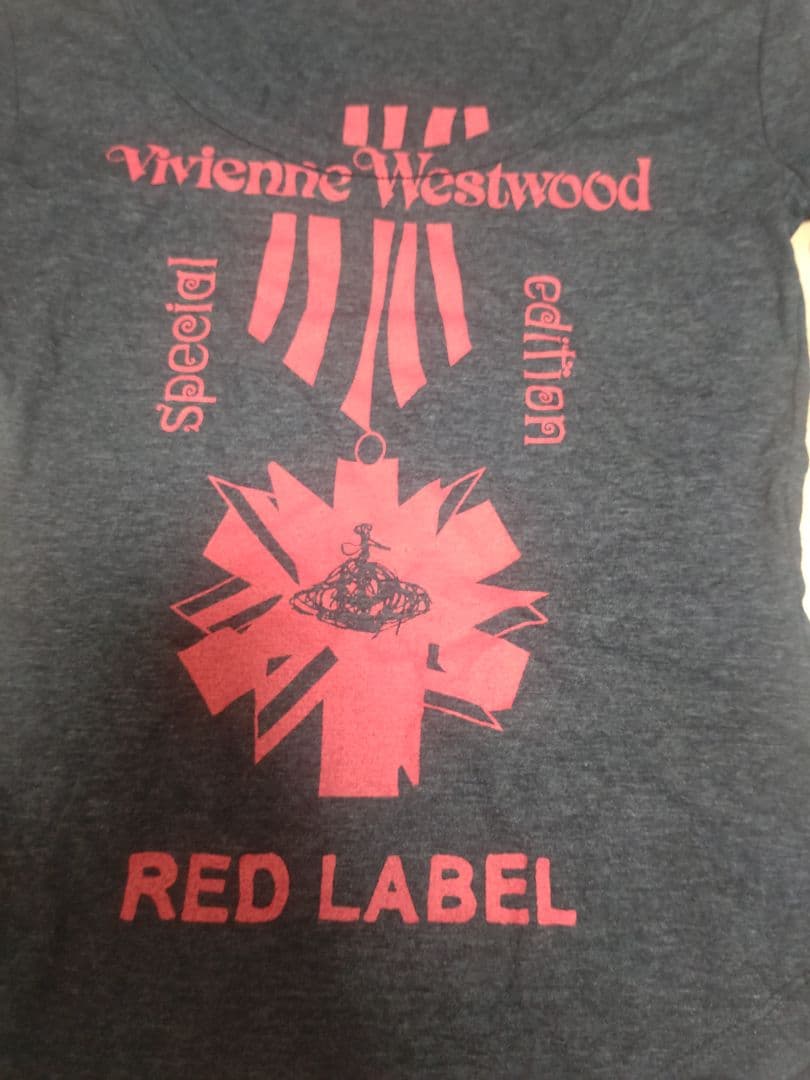 Vivienne Westwood
Special
edition
RED LABEL